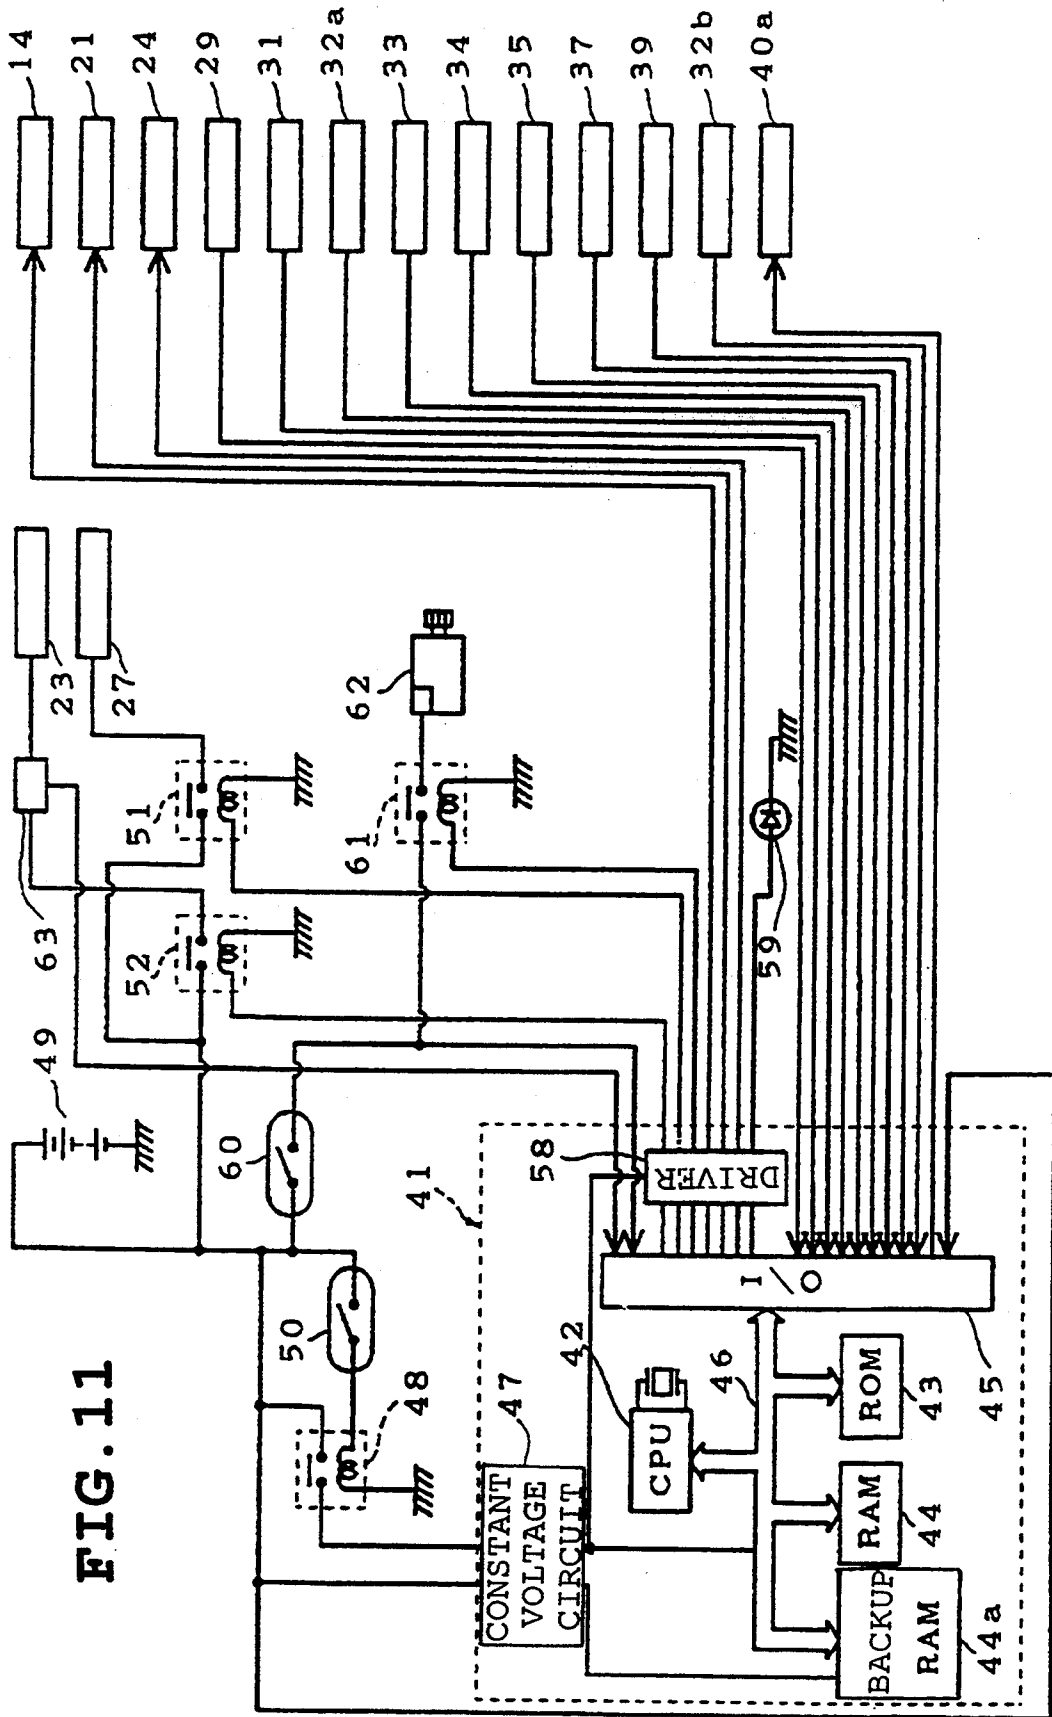 FIG.11
14
21
24
29
31
32a
33
34
35
37
39
32b
40a
23
27
63
51
52
49
62
61
60
50
48
59
58
DRIVER
41
I/O
45
42
CPU
46
47
CONSTANT
VOLTAGE
CIRCUIT
ROM
43
RAM
44
BACKUP
RAM
44a